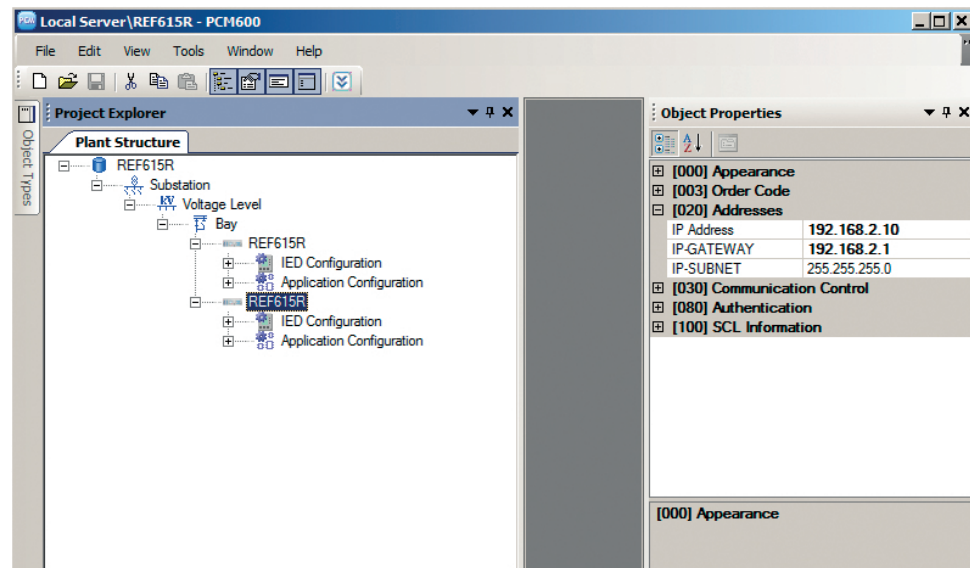 PCM Local Server\REF615R - PCM600
File Edit View Tools Window Help
Object Types
Project Explorer
Plant Structure
REF615R
Substation
KV Voltage Level
Bay
REF615R
IED Configuration
Application Configuration
REF615R
IED Configuration
Application Configuration
Object Properties
A Z
[000] Appearance
[003] Order Code
[020] Addresses
IP Address 192.168.2.10
IP-GATEWAY 192.168.2.1
IP-SUBNET 255.255.255.0
[030] Communication Control
[080] Authentication
[100] SCL Information
[000] Appearance